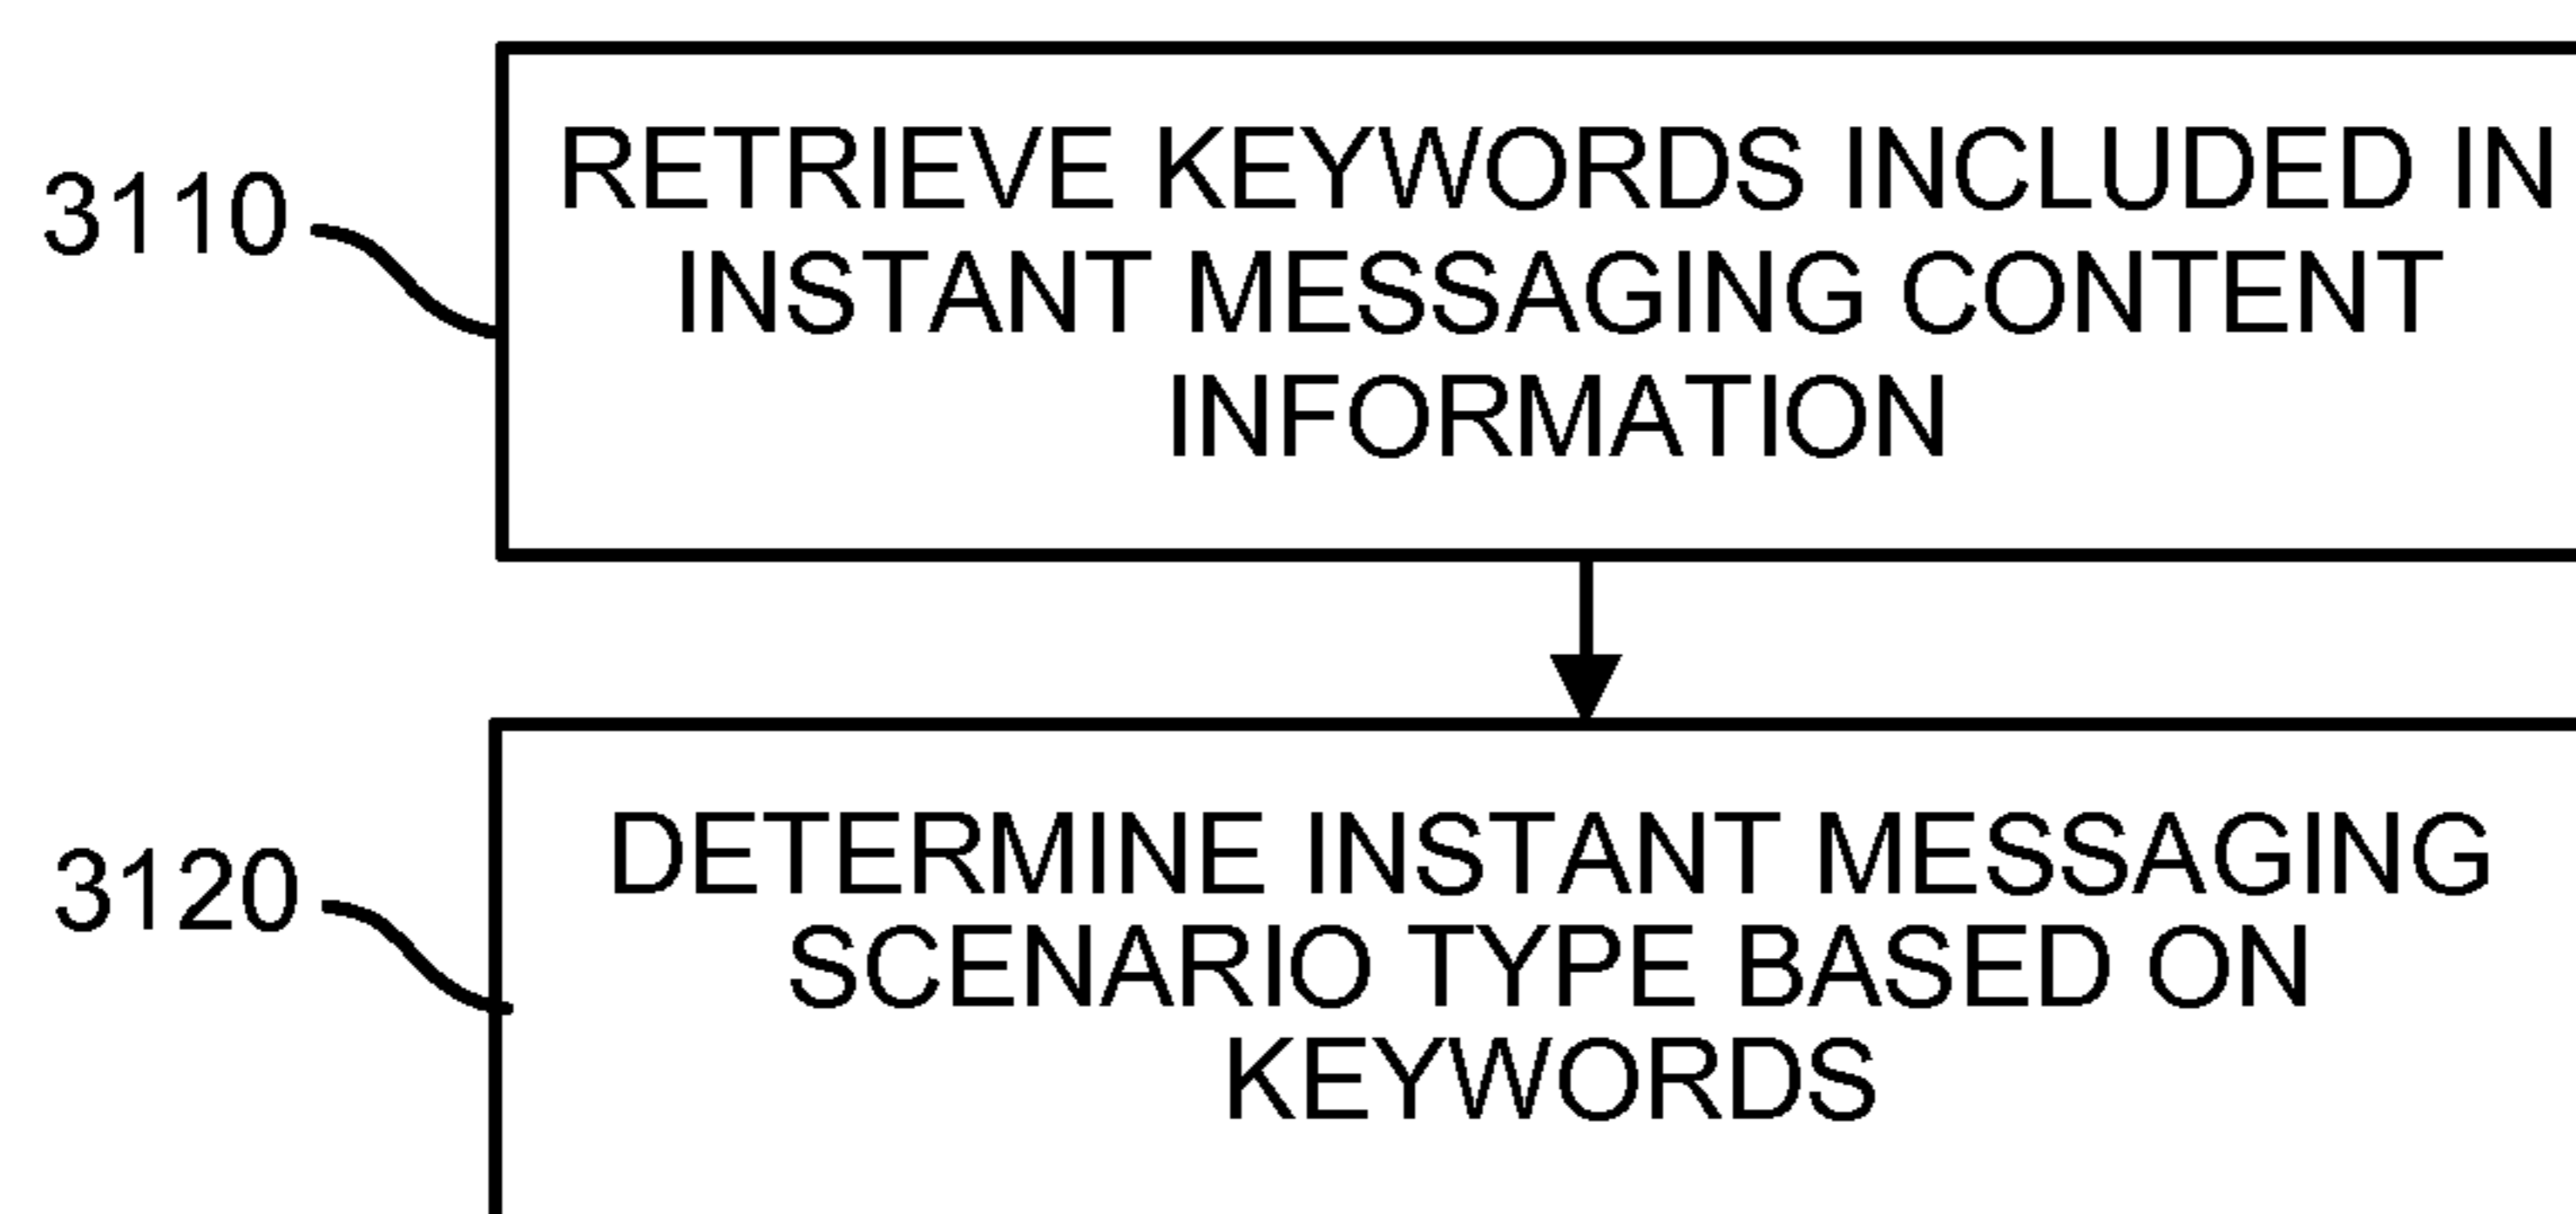 3110
RETRIEVE KEYWORDS INCLUDED IN
INSTANT MESSAGING CONTENT
INFORMATION
3120
DETERMINE INSTANT MESSAGING
SCENARIO TYPE BASED ON
KEYWORDS